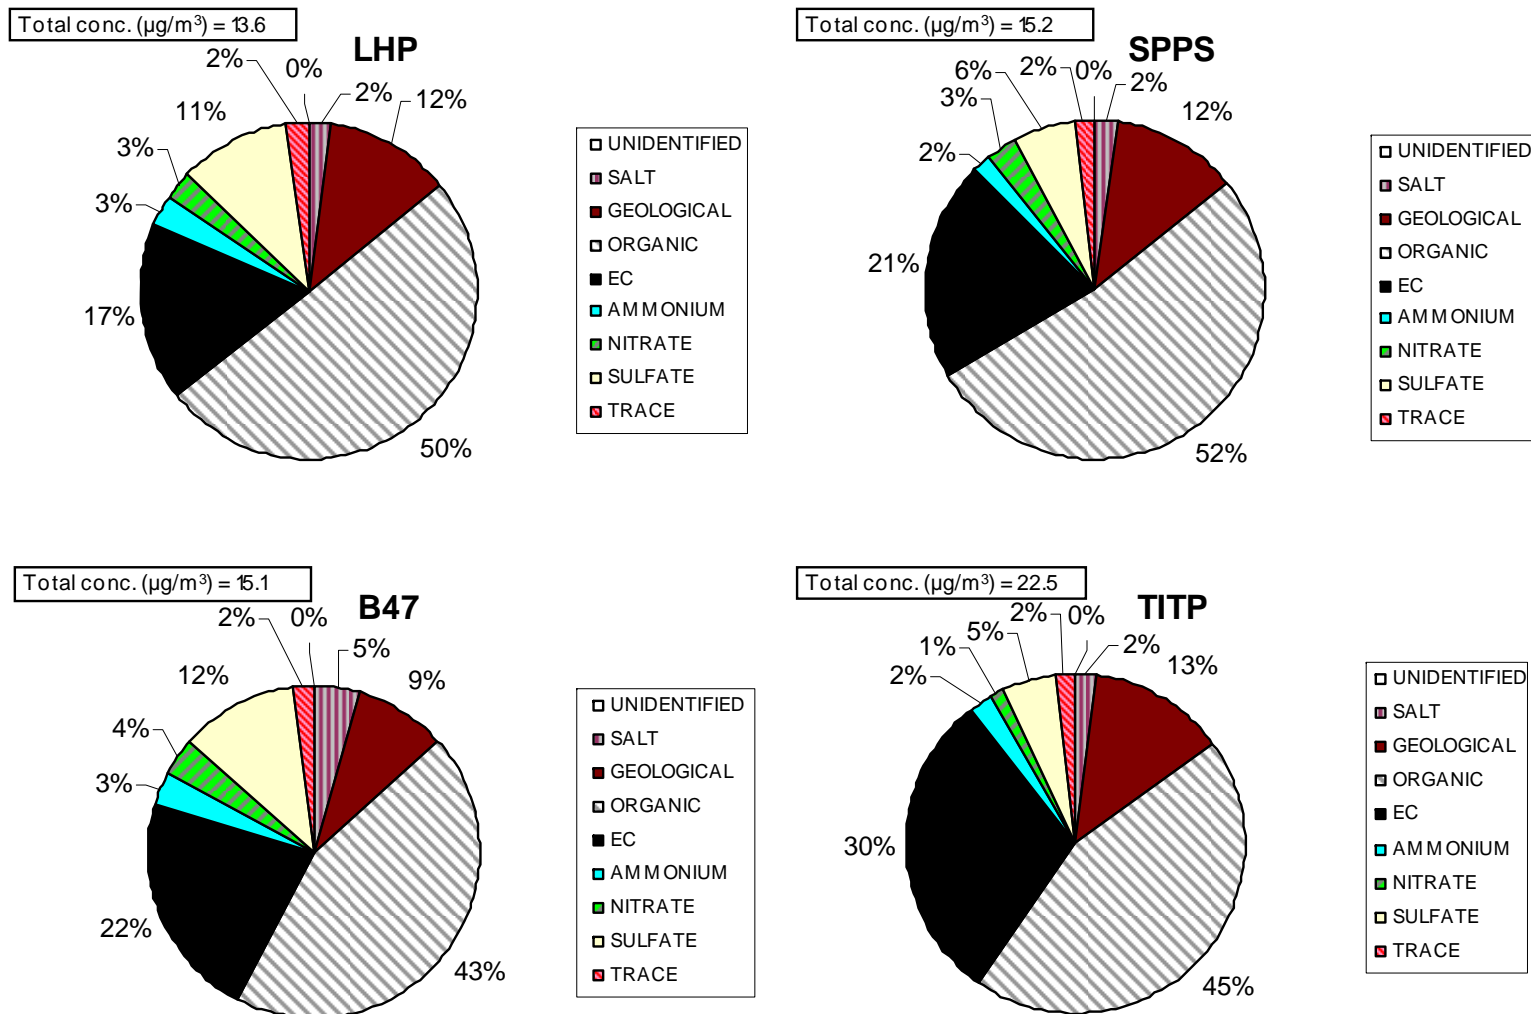 Total conc. (µg/m³) = 13.6
LHP
2%
0%
2%
12%
11%
3%
3%
17%
50%
UNIDENTIFIED
SALT
GEOLOGICAL
ORGANIC
EC
AMMONIUM
NITRATE
SULFATE
TRACE
Total conc. (µg/m³) = 15.2
SPPS
6%
2%
0%
2%
3%
12%
2%
21%
52%
UNIDENTIFIED
SALT
GEOLOGICAL
ORGANIC
EC
AMMONIUM
NITRATE
SULFATE
TRACE
Total conc. (µg/m³) = 15.1
B47
2%
0%
5%
12%
9%
4%
3%
22%
43%
UNIDENTIFIED
SALT
GEOLOGICAL
ORGANIC
EC
AMMONIUM
NITRATE
SULFATE
TRACE
Total conc. (µg/m³) = 22.5
TITP
2%
0%
5%
1%
2%
13%
2%
30%
45%
UNIDENTIFIED
SALT
GEOLOGICAL
ORGANIC
EC
AMMONIUM
NITRATE
SULFATE
TRACE